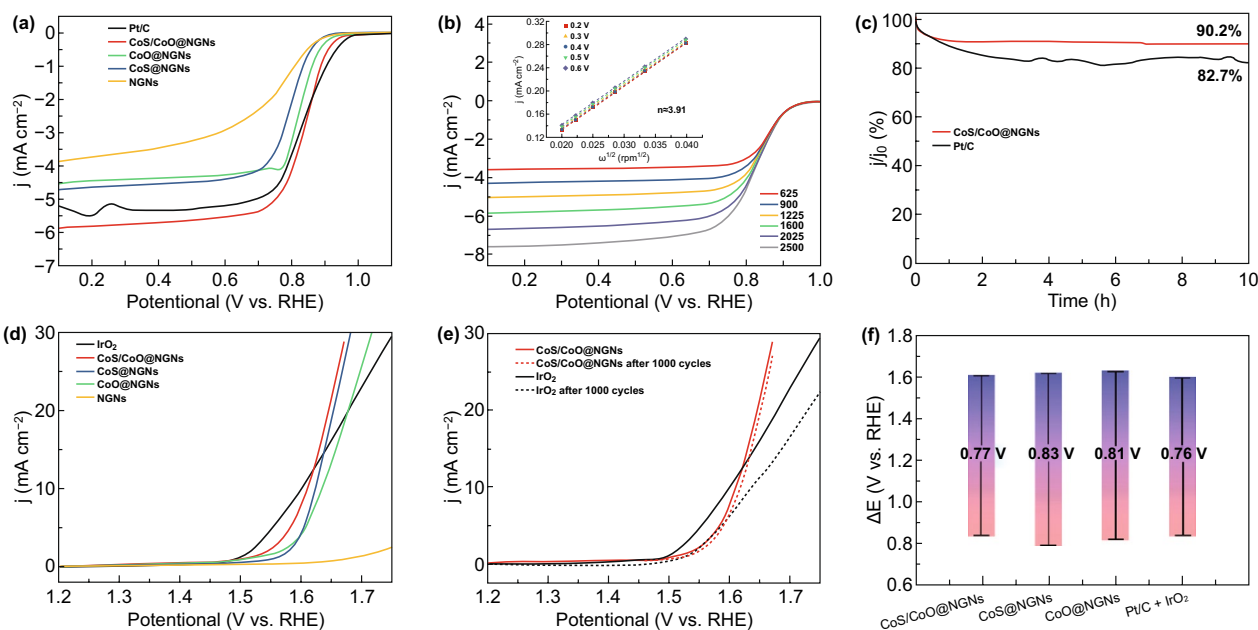 (a)
Pt/C
CoS/CoO@NGNs
CoO@NGNs
CoS@NGNs
NGNs
0
−1
−2
−3
−4
−5
−6
−7
j (mA cm⁻²)
0.2
0.4
0.6
0.8
1.0
Potentional (V vs. RHE)
(b)
4
2
0
−2
−4
−6
−8
j (mA cm⁻²)
0.2 V
0.3 V
0.4 V
0.5 V
0.6 V
0.28
0.24
0.20
0.16
0.12
j (mA cm⁻²)
n≈3.91
0.020
0.025
0.030
0.035
0.040
ω^1/2 (rpm^1/2)
625
900
1225
1600
2025
2500
0.2
0.4
0.6
0.8
1.0
Potentional (V vs. RHE)
(c)
100
80
60
40
20
0
j/j₀ (%)
90.2%
82.7%
CoS/CoO@NGNs
Pt/C
0
2
4
6
8
10
Time (h)
(d)
IrO₂
CoS/CoO@NGNs
CoS@NGNs
CoO@NGNs
NGNs
30
20
10
0
j (mA cm⁻²)
1.2
1.3
1.4
1.5
1.6
1.7
Potentional (V vs. RHE)
(e)
CoS/CoO@NGNs
CoS/CoO@NGNs after 1000 cycles
IrO₂
IrO₂ after 1000 cycles
30
20
10
0
j (mA cm⁻²)
1.2
1.3
1.4
1.5
1.6
1.7
Potentional (V vs. RHE)
(f)
1.8
1.6
1.4
1.2
1.0
0.8
0.6
ΔE (V vs. RHE)
0.77 V
0.83 V
0.81 V
0.76 V
CoS/CoO@NGNs
CoS@NGNs
CoO@NGNs
Pt/C + IrO₂